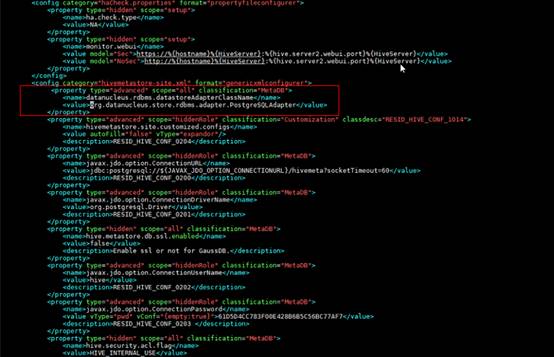 <config category="haCheck.properties" format="propertyfileconfigurer">
<property type="hidden" scope="setup">
<name>ha.check.type</name>
<value>NA</value>
</property>
<property type="hidden" scope="setup">
<name>monitor.webui</name>
<value model="Sec">https://%{hostname}%{HiveServer}:%{hive.server2.webui.port}%{HiveServer}</value>
<value model="NoSec">http://%{hostname}%{HiveServer}:%{hive.server2.webui.port}%{HiveServer}</value>
</property>
</config>
<config category="hivemetastore-site.xml" format="genericxmlconfigurer">
<property type="advanced" scope="all" classification="MetaDB">
<name>datanucleus.rdbms.datastoreAdapterClassName</name>
<value>org.datanucleus.store.rdbms.adapter.PostgreSQLAdapter</value>
</property>
<property type="advanced" scope="hiddenRole" classification="Customization" classdesc="RESID_HIVE_CONF_1014">
<name>hivemetastore.site.customized.configs</name>
<value autoFill="false" vType="expander"/>
<description>RESID_HIVE_CONF_0154</description>
</property>
<property type="advanced" scope="hiddenRole" classification="MetaDB">
<name>javax.jdo.option.ConnectionURL</name>
<value>jdbc:postgresql://${JAVAX_JDO_OPTION_CONNECTIONURL}/hivemeta?socketTimeout=60</value>
<description>RESID_HIVE_CONF_0200</description>
</property>
<property type="advanced" scope="hiddenRole" classification="MetaDB">
<name>javax.jdo.option.ConnectionDriverName</name>
<value>org.postgresql.Driver</value>
<description>RESID_HIVE_CONF_0201</description>
</property>
<property type="hidden" scope="all" classification="MetaDB">
<name>hive.metastore.db.ssl.enabled</name>
<value>false</value>
<description>Enable ssl or not for GaussDB.</description>
</property>
<property type="advanced" scope="hiddenRole" classification="MetaDB">
<name>javax.jdo.option.ConnectionUserName</name>
<value>hive</value>
<description>RESID_HIVE_CONF_0202</description>
</property>
<property type="advanced" scope="hiddenRole" classification="MetaDB">
<name>javax.jdo.option.ConnectionPassword</name>
<value vType="pwd" vConf="{empty:true}">61D5D4CC7B3F00E428B6B5C56BC77AF7</value>
<description>RESID_HIVE_CONF_0203 </description>
</property>
<property type="hidden" scope="all" classification="MetaDB">
<name>hive.security.acl.flag</name>
<value>HIVE_INTERNAL_USE</value>